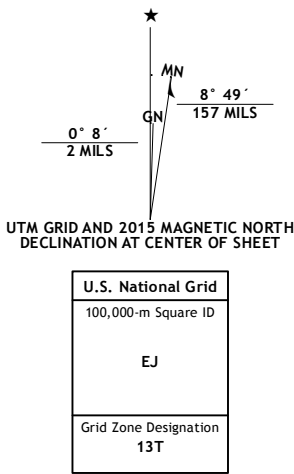 ★
MN
8° 49´
157 MILS
GN
0° 8´
2 MILS
UTM GRID AND 2015 MAGNETIC NORTH
DECLINATION AT CENTER OF SHEET
U.S. National Grid
100,000-m Square ID
EJ
Grid Zone Designation
13T